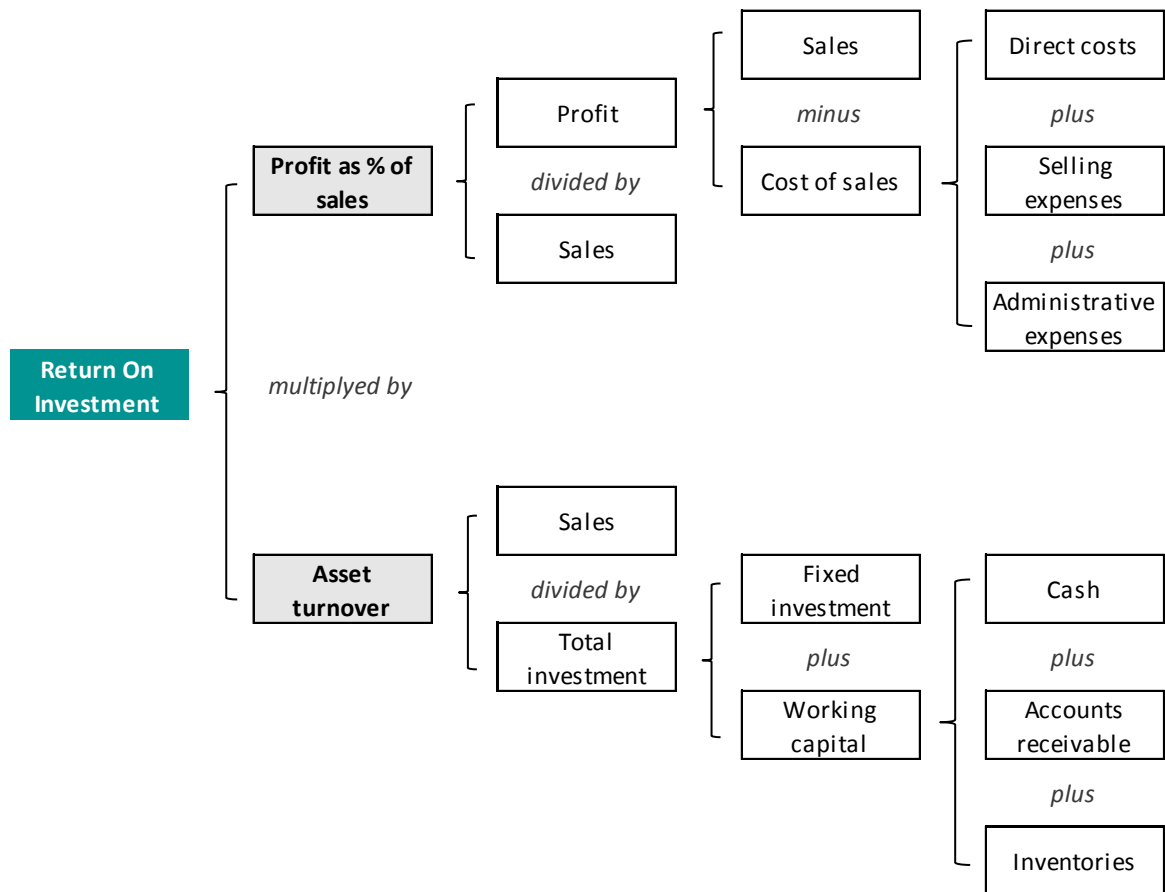 Sales
Direct costs
Profit
minus
plus
Profit as % of
sales
divided by
Cost of sales
Selling
expenses
Sales
plus
Administrative
expenses
Return On
Investment
multiplyed by
Sales
Asset
turnover
divided by
Fixed
investment
Cash
Total
investment
plus
plus
Working
capital
Accounts
receivable
plus
Inventories